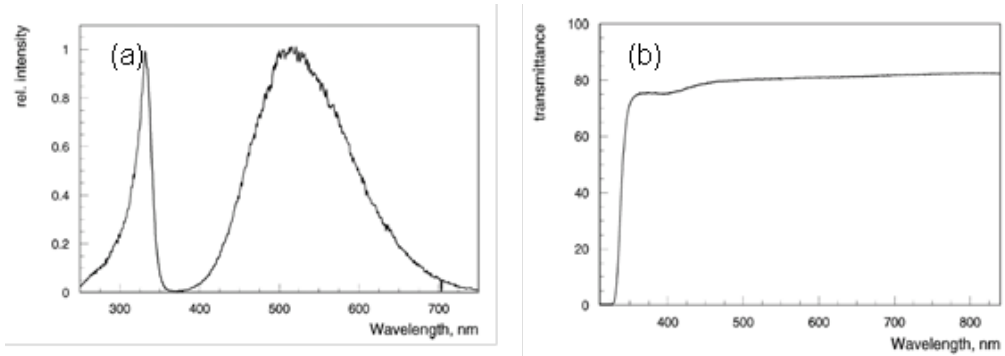 rel. intensity
(a)
1
0.8
0.6
0.4
0.2
0
300 400 500 600 700
Wavelength, nm
transmittance
(b)
100
80
60
40
20
0
400 500 600 700 800
Wavelength, nm